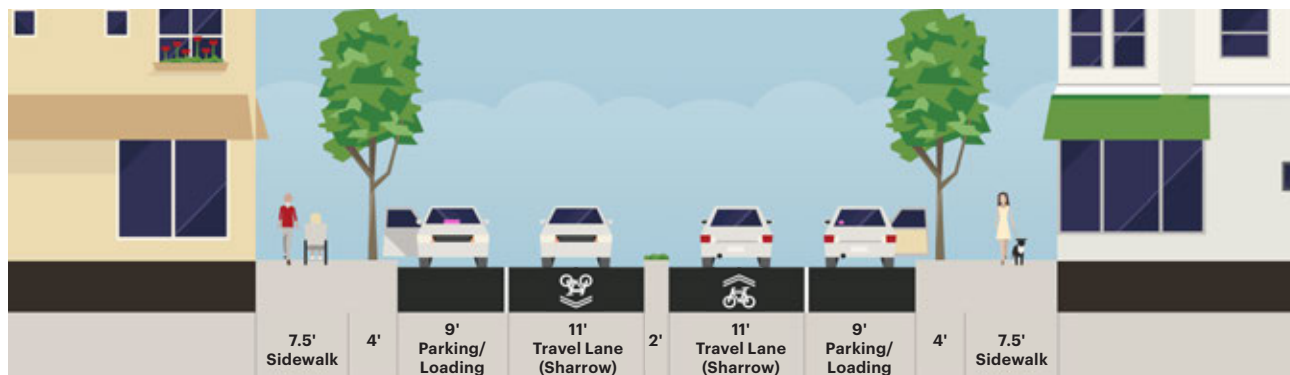 7.5'
Sidewalk
4'
9'
Parking/
Loading
11'
Travel Lane
(Sharrow)
2'
11'
Travel Lane
(Sharrow)
9'
Parking/
Loading
4'
7.5'
Sidewalk